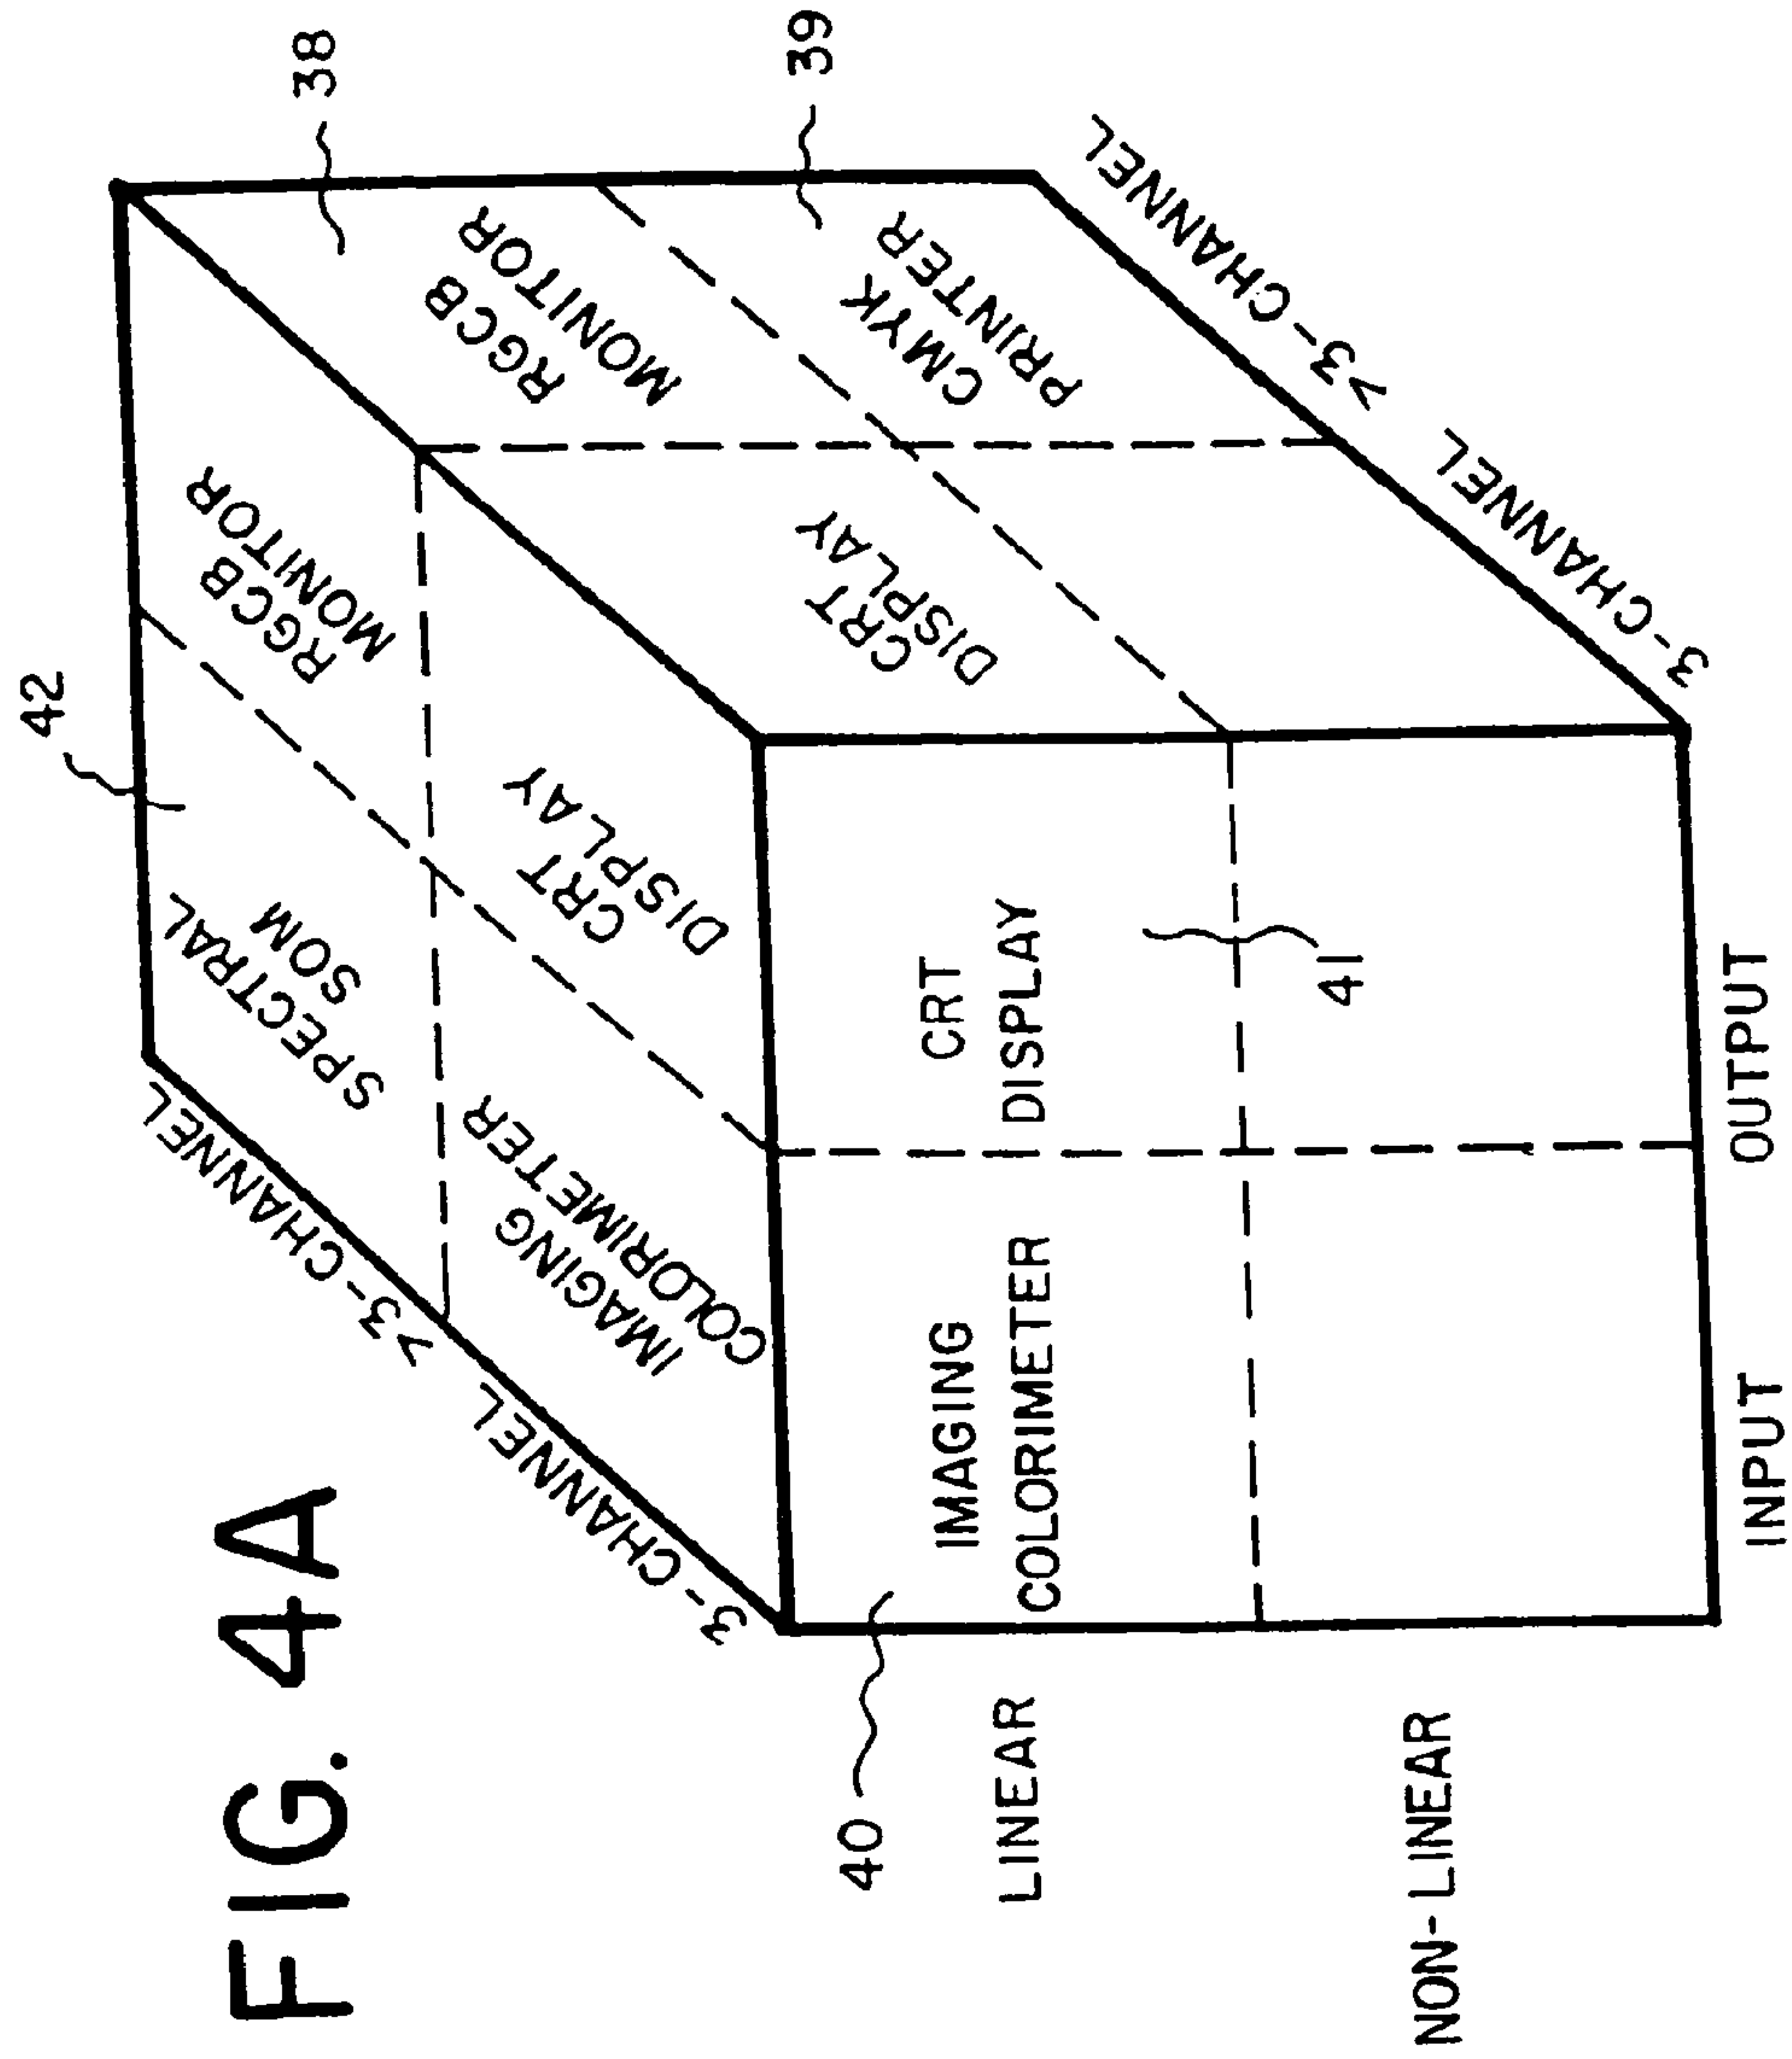 FIG. 4A
42
38
39
>3-CHANNEL
3-CHANNEL
SPECTRAL
SOM
RGCB
MONITOR
IMAGING
COLORIMETER
CRT
DISPLAY
RGCB
MONITOR
CMYK
PRINTER
CRT
DISPLAY
40
IMAGING
COLORIMETER
CRT
DISPLAY
41
LINEAR
NON-LINEAR
INPUT
OUTPUT
>3-CHANNEL
3-CHANNEL